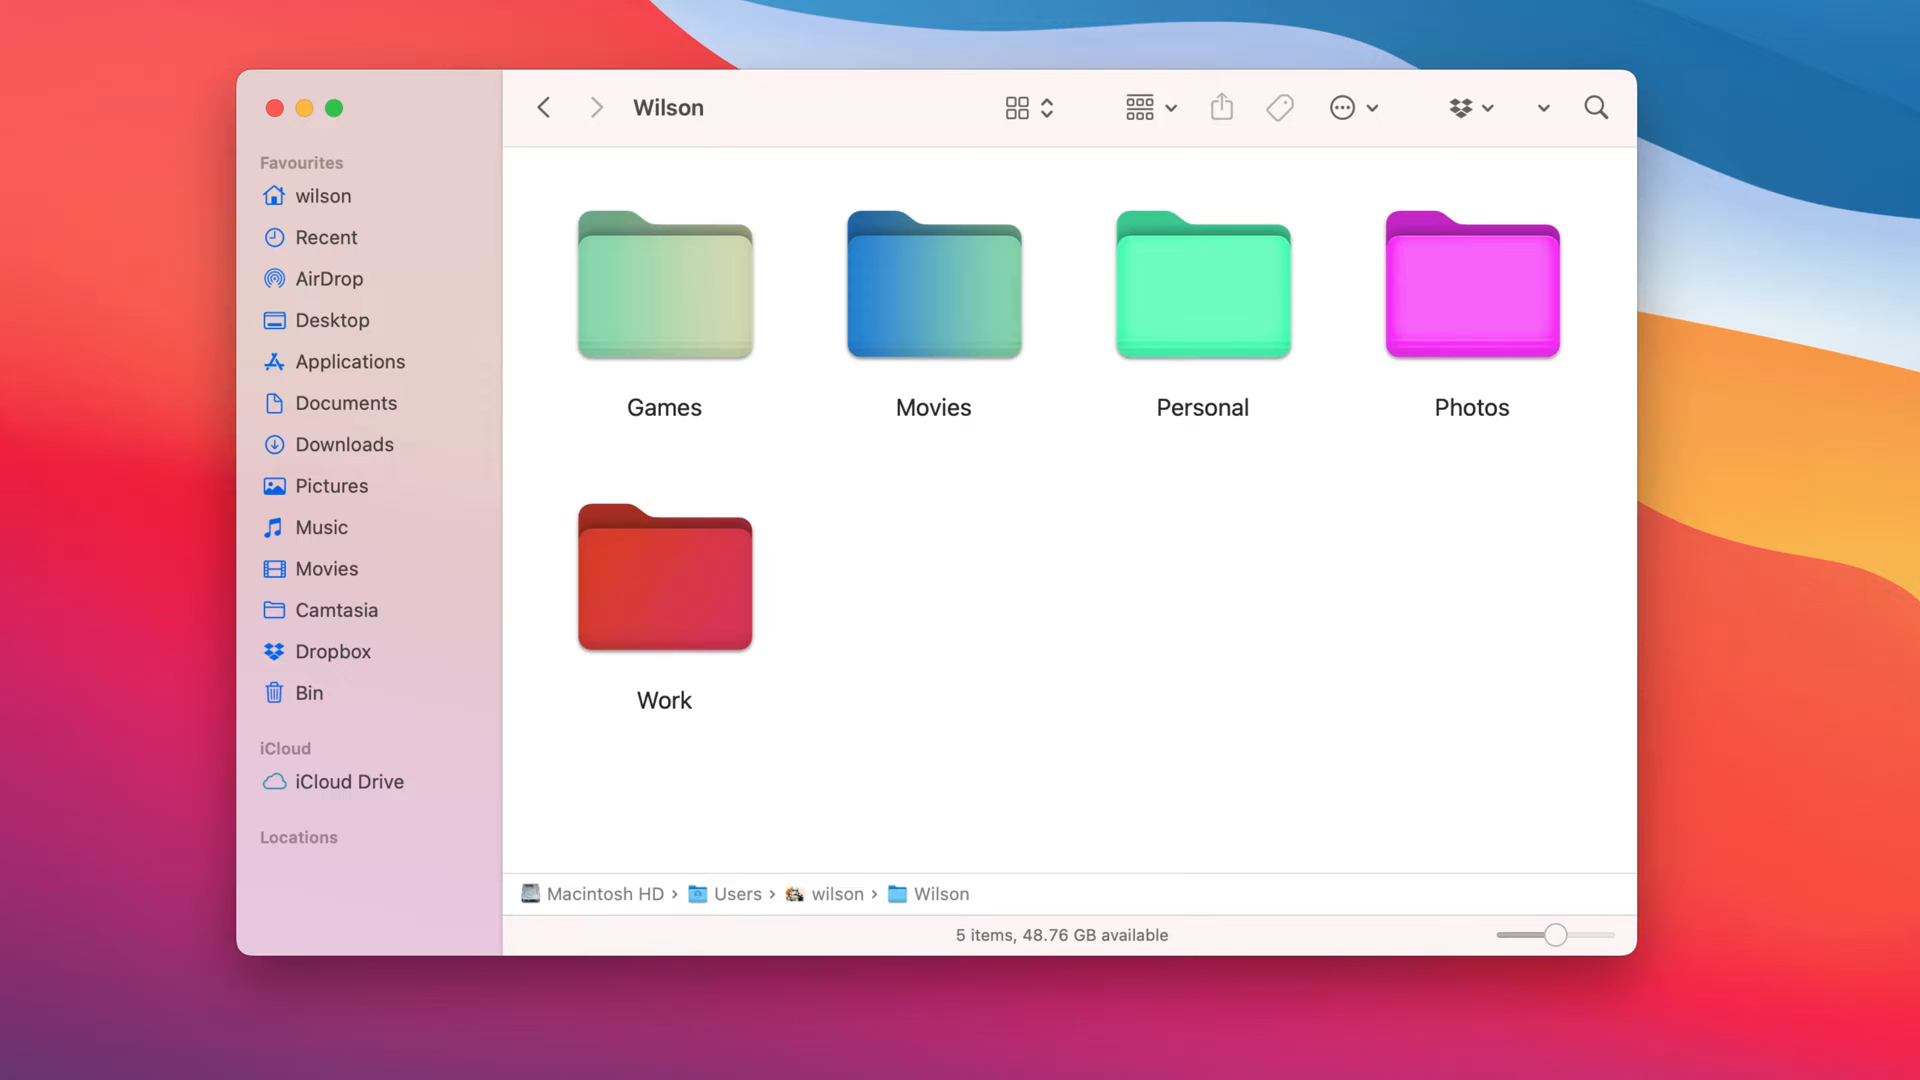 Wilson
Favourites
wilson
Recent
AirDrop
Desktop
Applications
Documents
Downloads
Pictures
Music
Movies
Camtasia
Dropbox
Bin
iCloud
iCloud Drive
Locations
Games
Movies
Personal
Photos
Work
Macintosh HD › Users › wilson › Wilson
5 items, 48.76 GB available